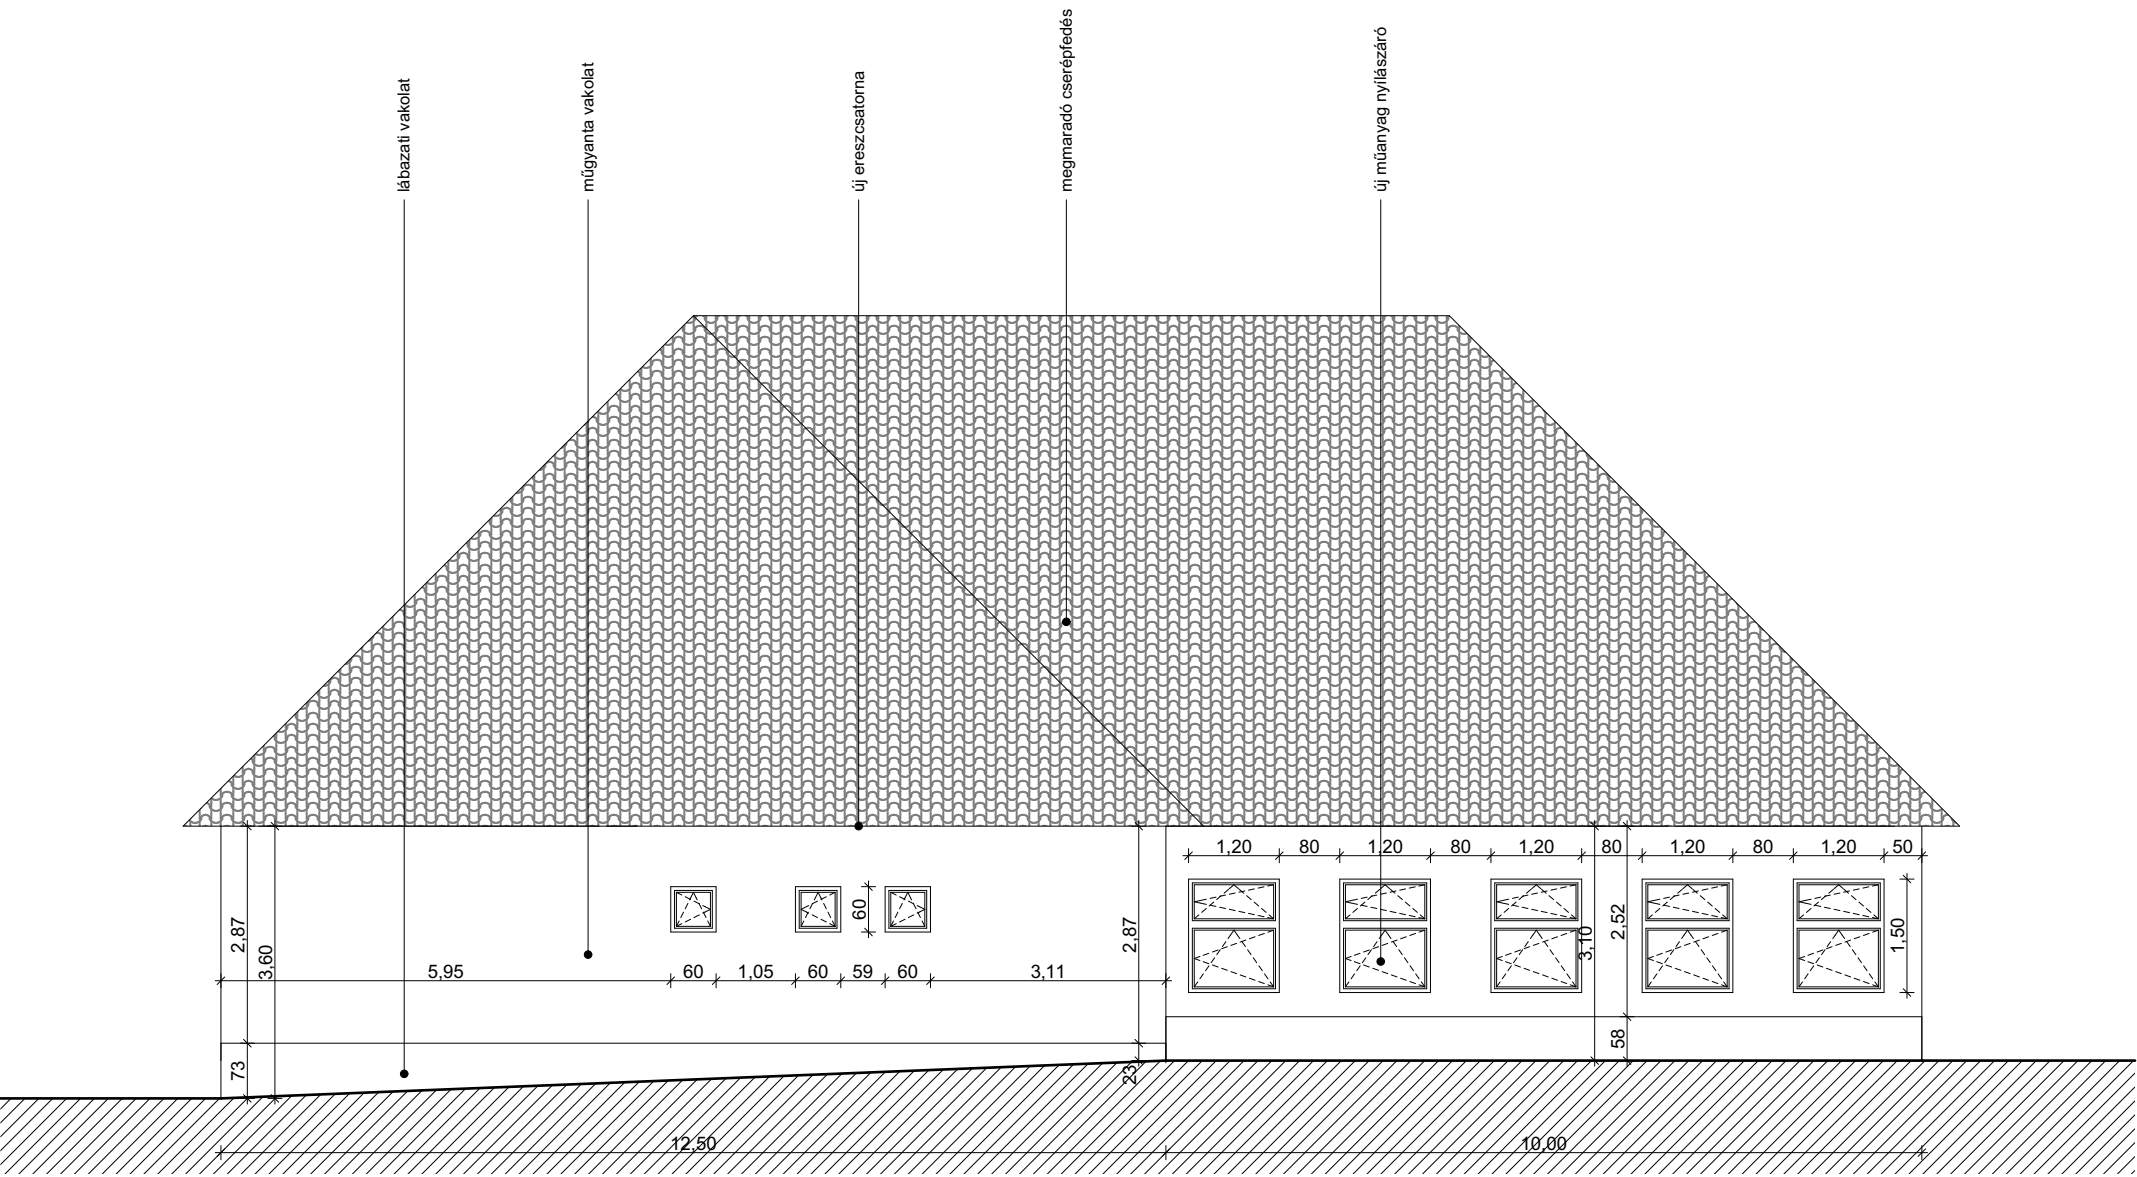 lábazati vakolat
műgyanta vakolat
új ereszcsatorna
megmaradó cserépfedés
új műanyag nyílászáró
1,20 80 1,20 80 1,20 80 1,20 80 1,20 50
60
2,87
3,60
2,87
3,10
2,52
1,50
5,95 60 1,05 60 59 60 3,11
73
23
58
12,50 10,00